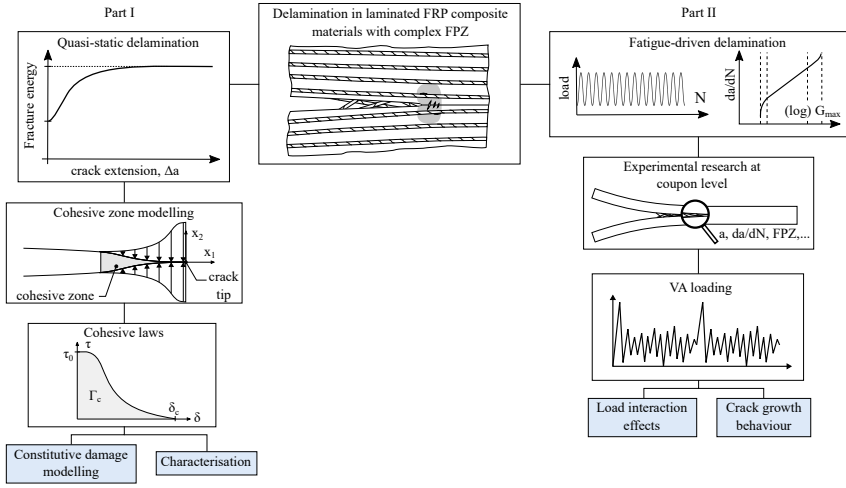 Part I
Delamination in laminated FRP composite
materials with complex FPZ
Part II
Quasi-static delamination
Fracture energy
crack extension, Δa
Fatigue-driven delamination
load
N
da/dN
(log) Gmax
Experimental research at
coupon level
a, da/dN, FPZ,...
Cohesive zone modelling
x₂
x₁
crack
tip
cohesive zone
VA loading
Cohesive laws
τ
τ₀
Γc
δc
δ
Load interaction
effects
Crack growth
behaviour
Constitutive damage
modelling
Characterisation